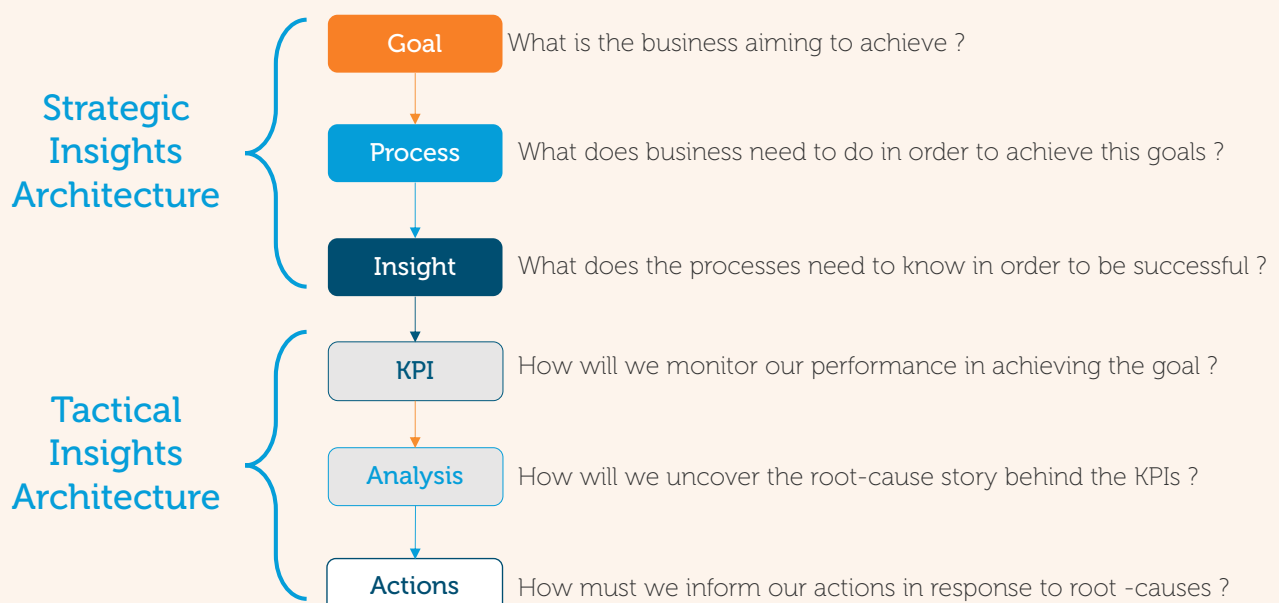 Strategic
Insights
Architecture
Goal
What is the business aiming to achieve ?
Process
What does business need to do in order to achieve this goals ?
Insight
What does the processes need to know in order to be successful ?
Tactical
Insights
Architecture
KPI
How will we monitor our performance in achieving the goal ?
Analysis
How will we uncover the root-cause story behind the KPIs ?
Actions
How must we inform our actions in response to root -causes ?